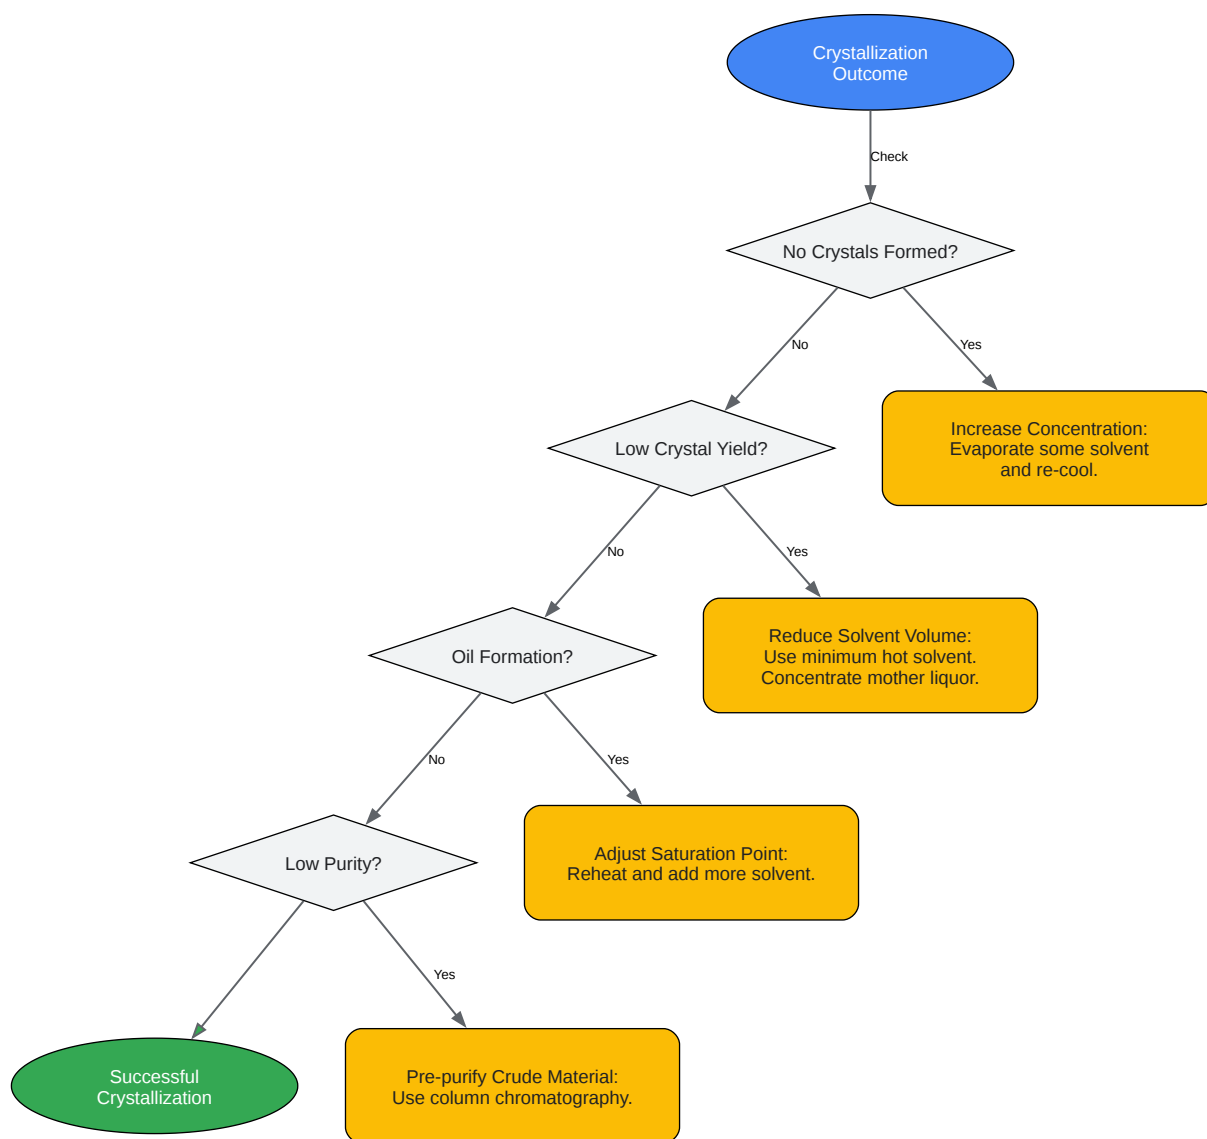 Crystallization
Outcome
Check
No Crystals Formed?
No
Yes
Increase Concentration:
Evaporate some solvent
and re-cool.
Low Crystal Yield?
No
Yes
Reduce Solvent Volume:
Use minimum hot solvent.
Concentrate mother liquor.
Oil Formation?
No
Yes
Adjust Saturation Point:
Reheat and add more solvent.
Low Purity?
Yes
Successful
Crystallization
Pre-purify Crude Material:
Use column chromatography.